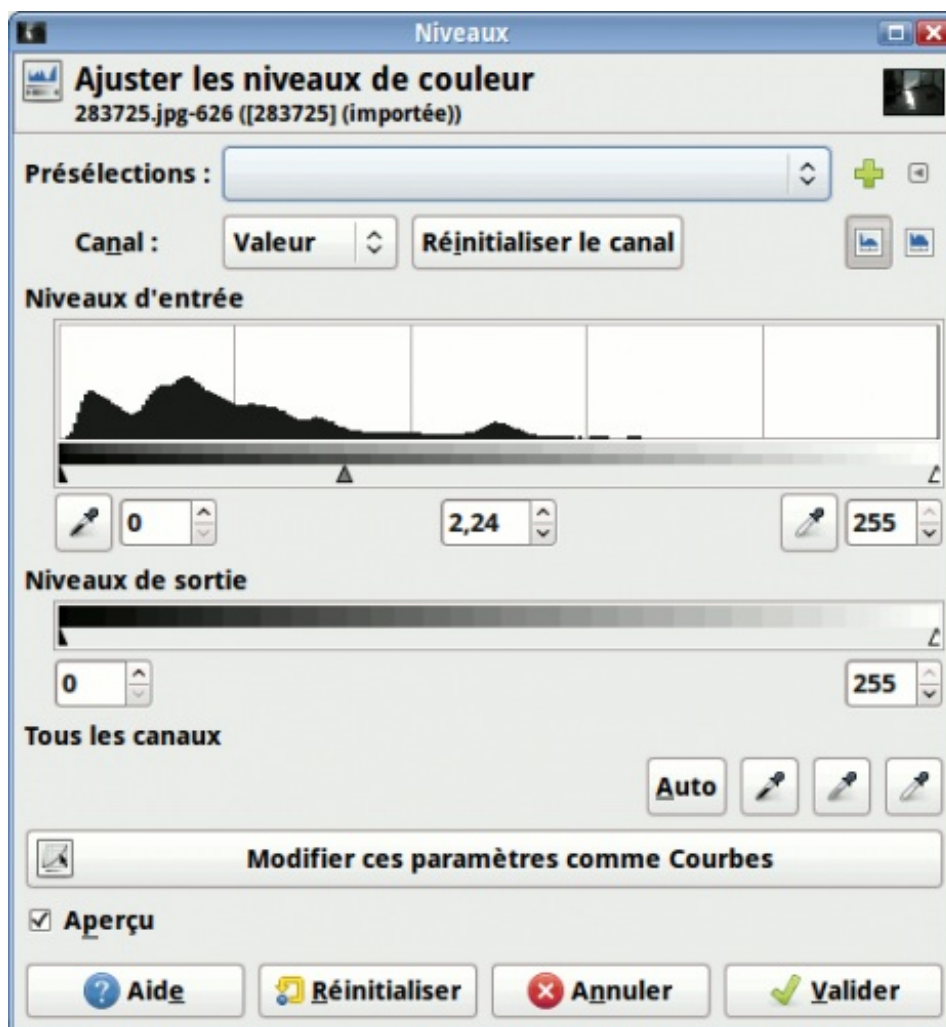 Niveaux
Ajuster les niveaux de couleur
283725.jpg-626 ([283725] (importée))
Présélections :
Canal : Valeur Réinitialiser le canal
Niveaux d'entrée
0 2,24 255
Niveaux de sortie
0 255
Tous les canaux
Auto
Modifier ces paramètres comme Courbes
Aperçu
Aide Réinitialiser Annuler Valider